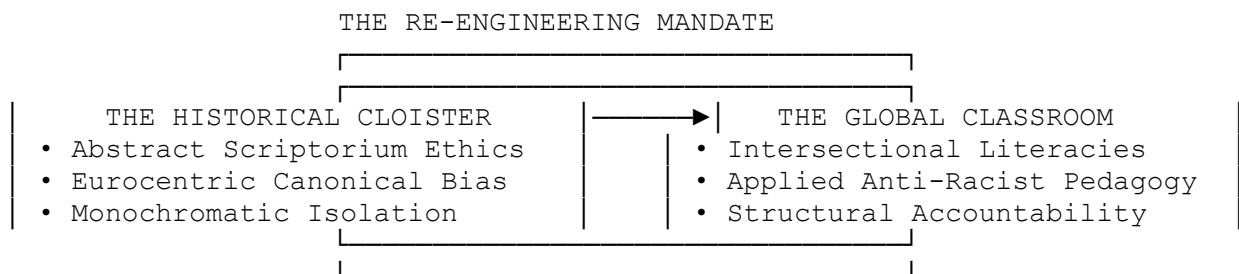 THE RE-ENGINEERING MANDATE
THE HISTORICAL CLOISTER THE GLOBAL CLASSROOM
• Abstract Scriptorium Ethics • Intersectional Literacies
• Eurocentric Canonical Bias • Applied Anti-Racist Pedagogy
• Monochromatic Isolation • Structural Accountability